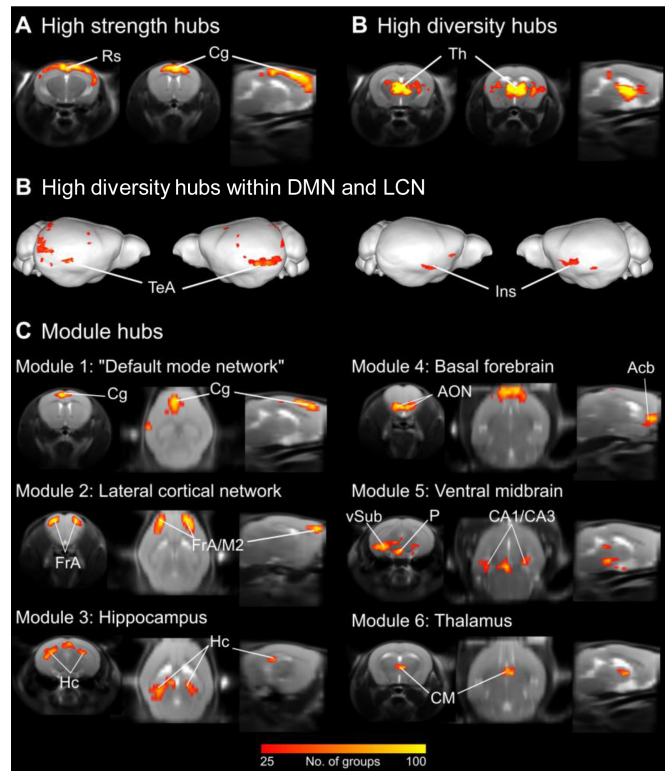 A High strength hubs
Rs
Cg
B High diversity hubs
Th
B High diversity hubs within DMN and LCN
TeA
Ins
C Module hubs
Module 1: "Default mode network"
Cg
Cg
Module 4: Basal forebrain
AON
Acb
Module 2: Lateral cortical network
FrA
FrA/M2
Module 5: Ventral midbrain
vSub
P
CA1/CA3
Module 3: Hippocampus
Hc
Hc
Module 6: Thalamus
CM
25 No. of groups 100